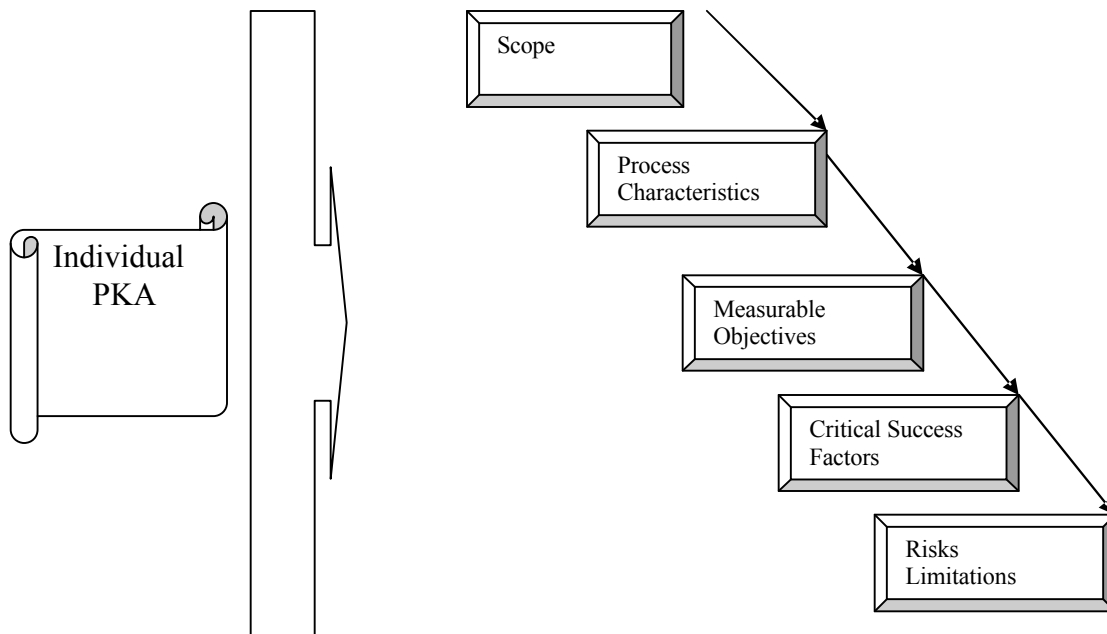 Individual
PKA
Scope
Process
Characteristics
Measurable
Objectives
Critical Success
Factors
Risks
Limitations